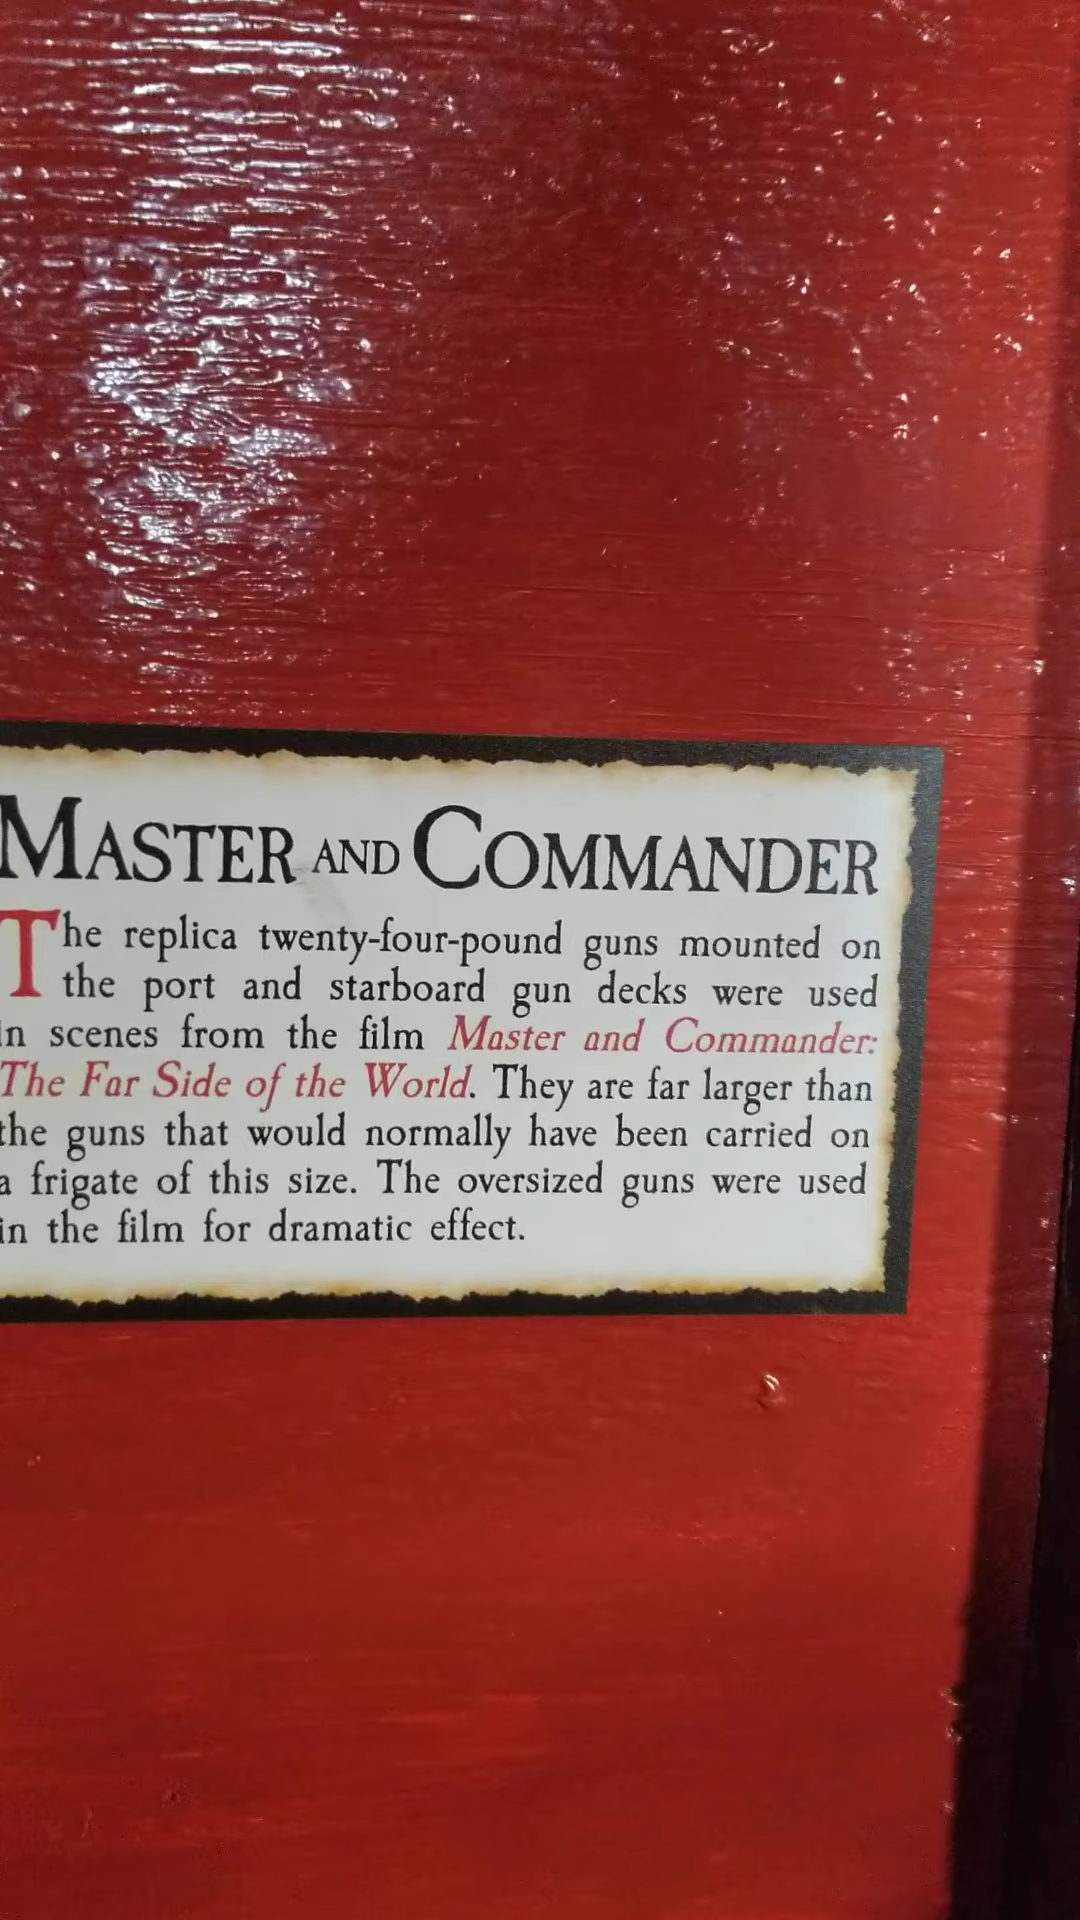 MASTER AND COMMANDER
The replica twenty-four-pound guns mounted on
the port and starboard gun decks were used
in scenes from the film Master and Commander:
The Far Side of the World. They are far larger than
the guns that would normally have been carried on
a frigate of this size. The oversized guns were used
in the film for dramatic effect.